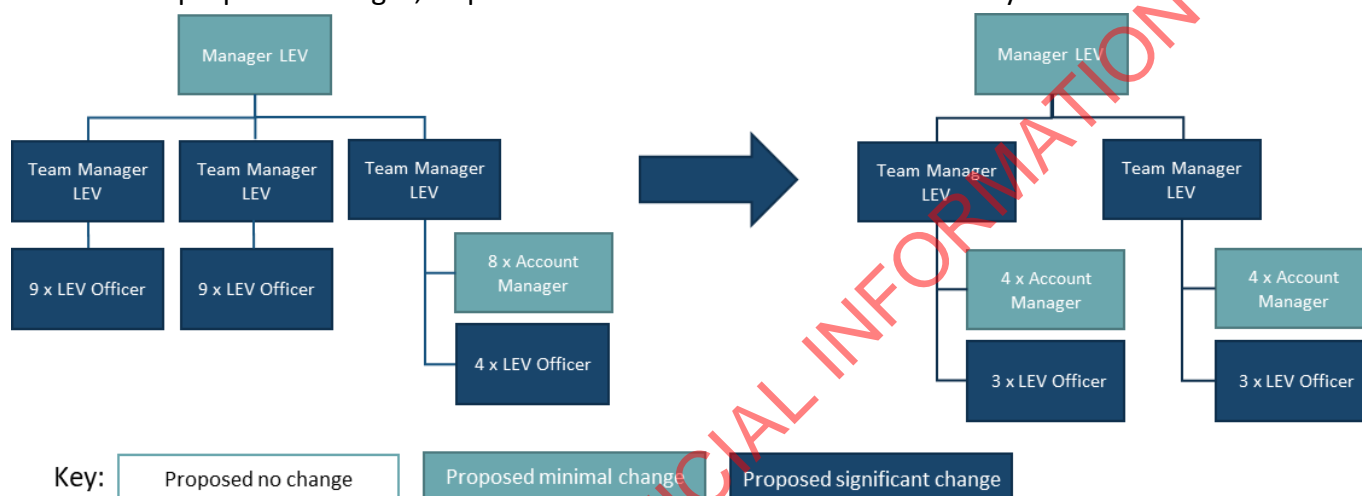 Manager LEV
Team Manager
LEV
Team Manager
LEV
Team Manager
LEV
9 x LEV Officer
9 x LEV Officer
8 x Account
Manager
4 x LEV Officer
Manager LEV
Team Manager
LEV
Team Manager
LEV
4 x Account
Manager
3 x LEV Officer
4 x Account
Manager
3 x LEV Officer
Key:
Proposed no change
Proposed minimal change
Proposed significant change
INFORMATION